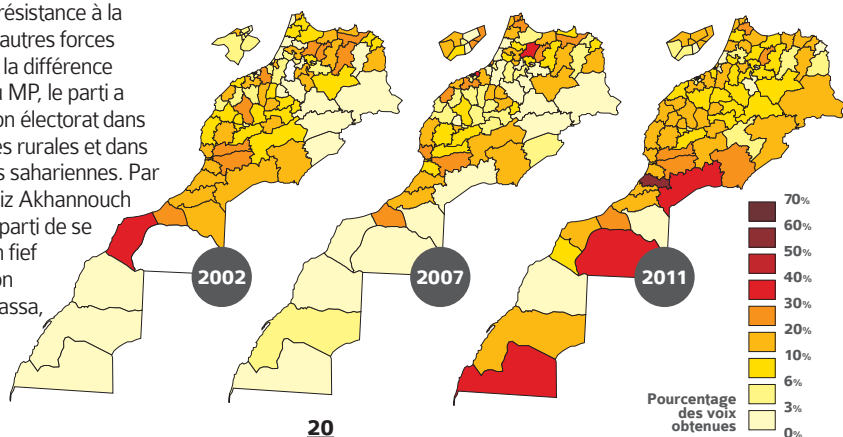 résistance à la
autres forces
la différence
u MP, le parti a
on électorat dans
es rurales et dans
s sahariennes. Par
iz Akhannouch
parti de se
n fief
on
assa,
2002
2007
2011
70%
60%
50%
40%
30%
20%
10%
6%
3%
0%
Pourcentage
des voix
obtenues
20